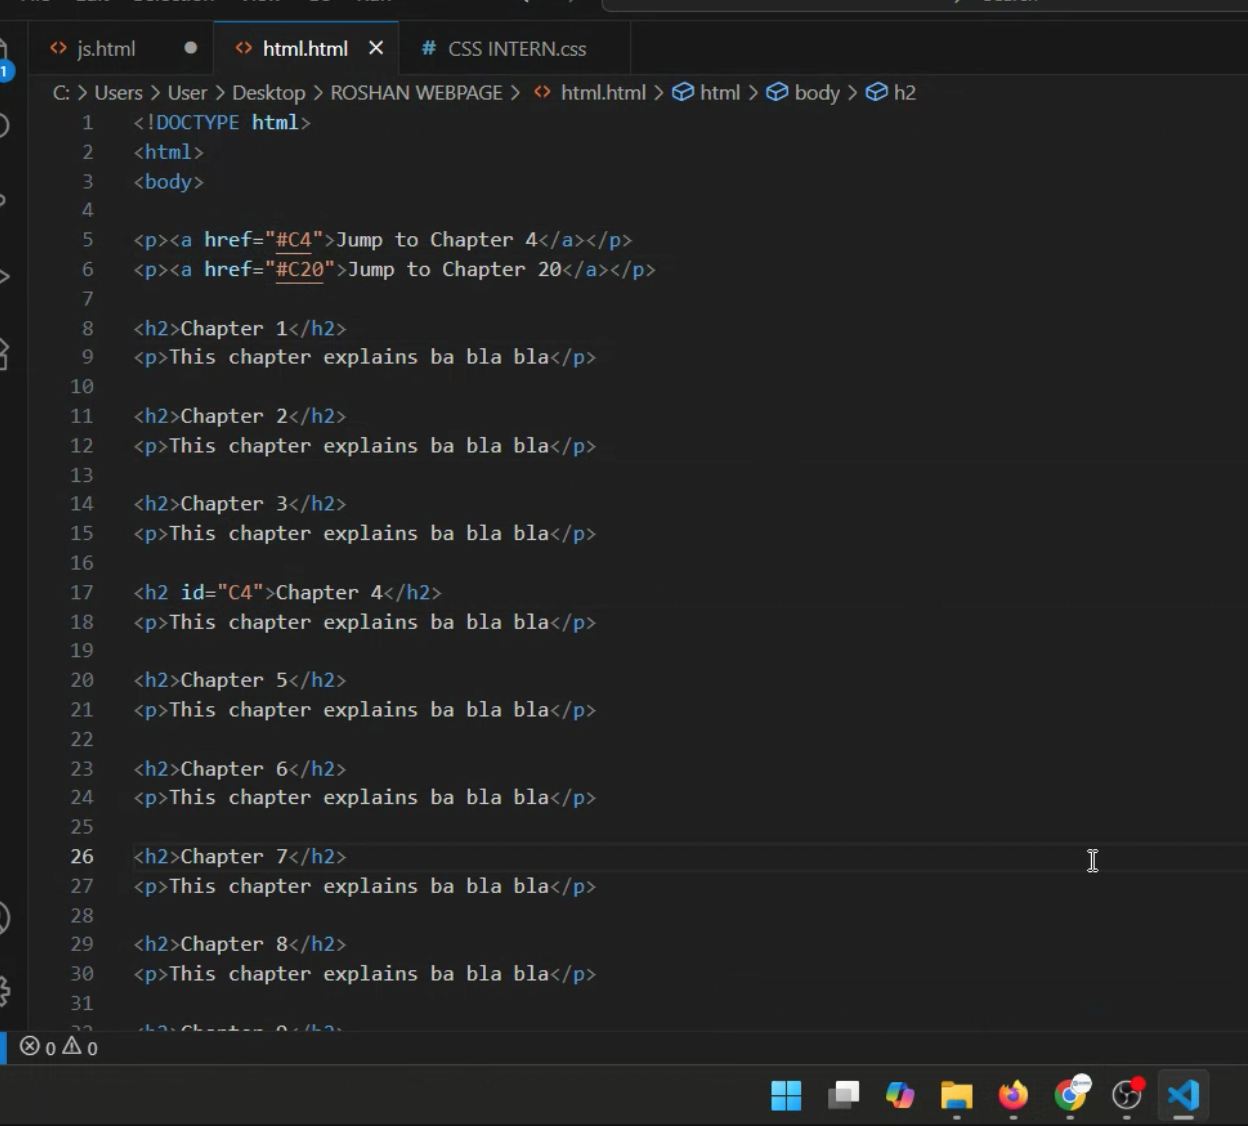 js.html html.html CSS INTERN.css
C: > Users > User > Desktop > ROSHAN WEBPAGE > html.html > html > body > h2
1 <!DOCTYPE html>
2 <html>
3 <body>
4
5 <p><a href="#C4">Jump to Chapter 4</a></p>
6 <p><a href="#C20">Jump to Chapter 20</a></p>
7
8 <h2>Chapter 1</h2>
9 <p>This chapter explains ba bla bla</p>
10
11 <h2>Chapter 2</h2>
12 <p>This chapter explains ba bla bla</p>
13
14 <h2>Chapter 3</h2>
15 <p>This chapter explains ba bla bla</p>
16
17 <h2 id="C4">Chapter 4</h2>
18 <p>This chapter explains ba bla bla</p>
19
20 <h2>Chapter 5</h2>
21 <p>This chapter explains ba bla bla</p>
22
23 <h2>Chapter 6</h2>
24 <p>This chapter explains ba bla bla</p>
25
26 <h2>Chapter 7</h2>
27 <p>This chapter explains ba bla bla</p>
28
29 <h2>Chapter 8</h2>
30 <p>This chapter explains ba bla bla</p>
31
0 0